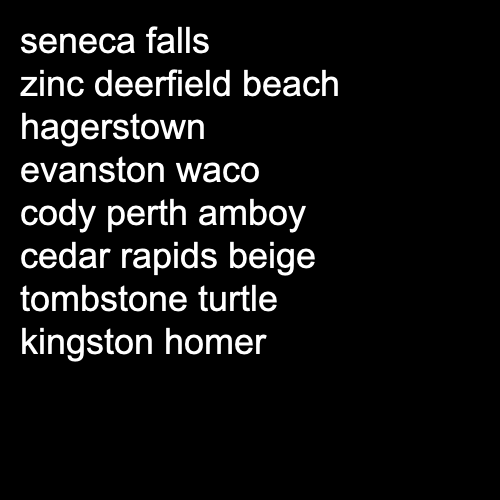 seneca falls
zinc deerfield beach
hagerstown
evanston waco
cody perth amboy
cedar rapids beige
tombstone turtle
kingston homer